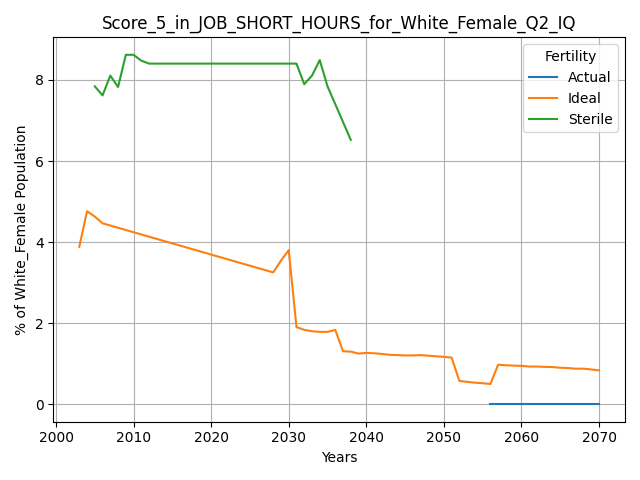 Score_5_in_JOB_SHORT_HOURS_for_White_Female_Q2_IQ
% of White_Female Population
8
6
4
2
0
Fertility
Actual
Ideal
Sterile
2000 2010 2020 2030 2040 2050 2060 2070
Years